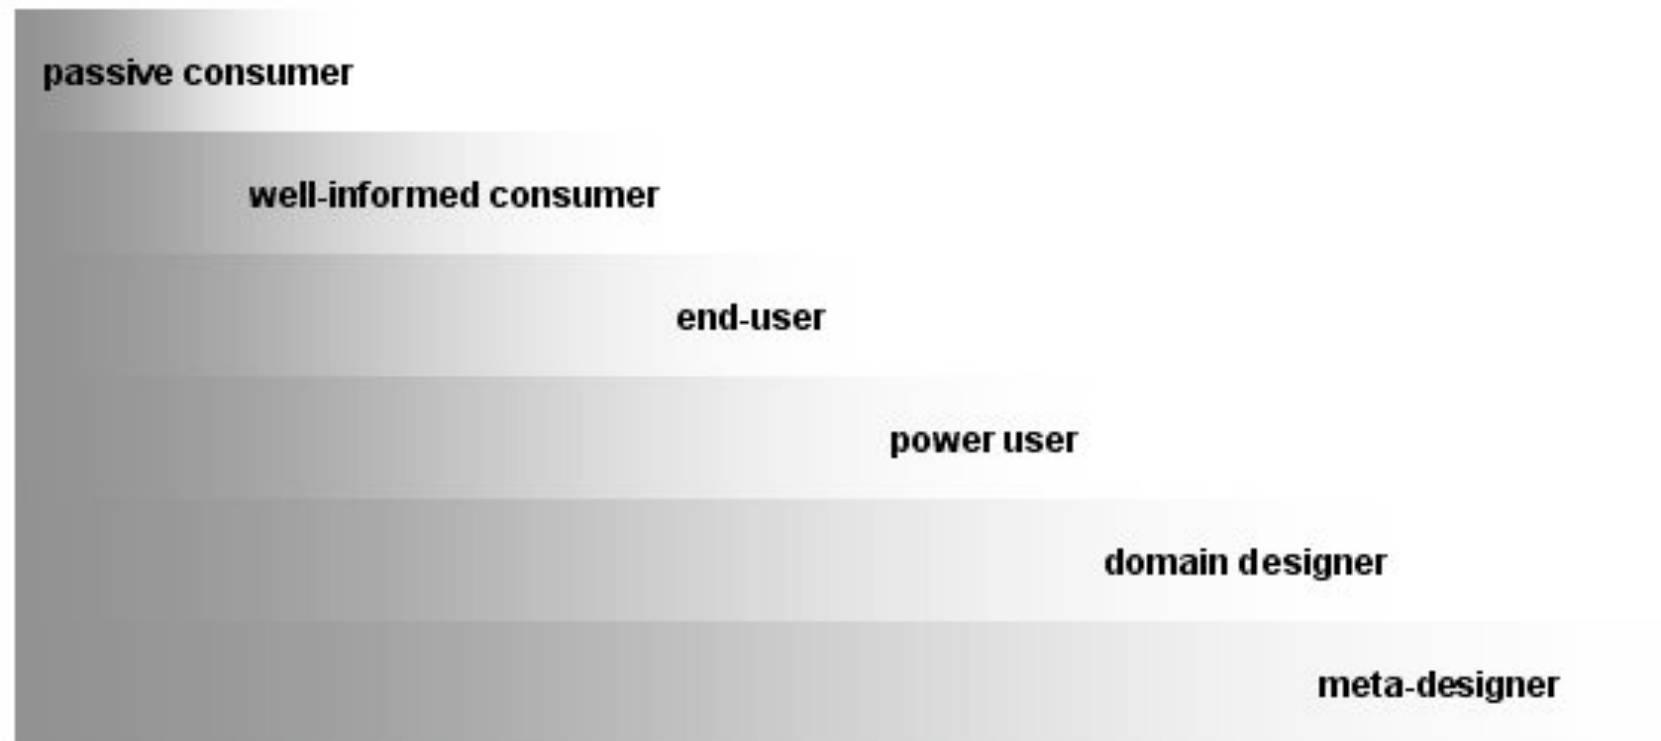 passive consumer
well-informed consumer
end-user
power user
domain designer
meta-designer